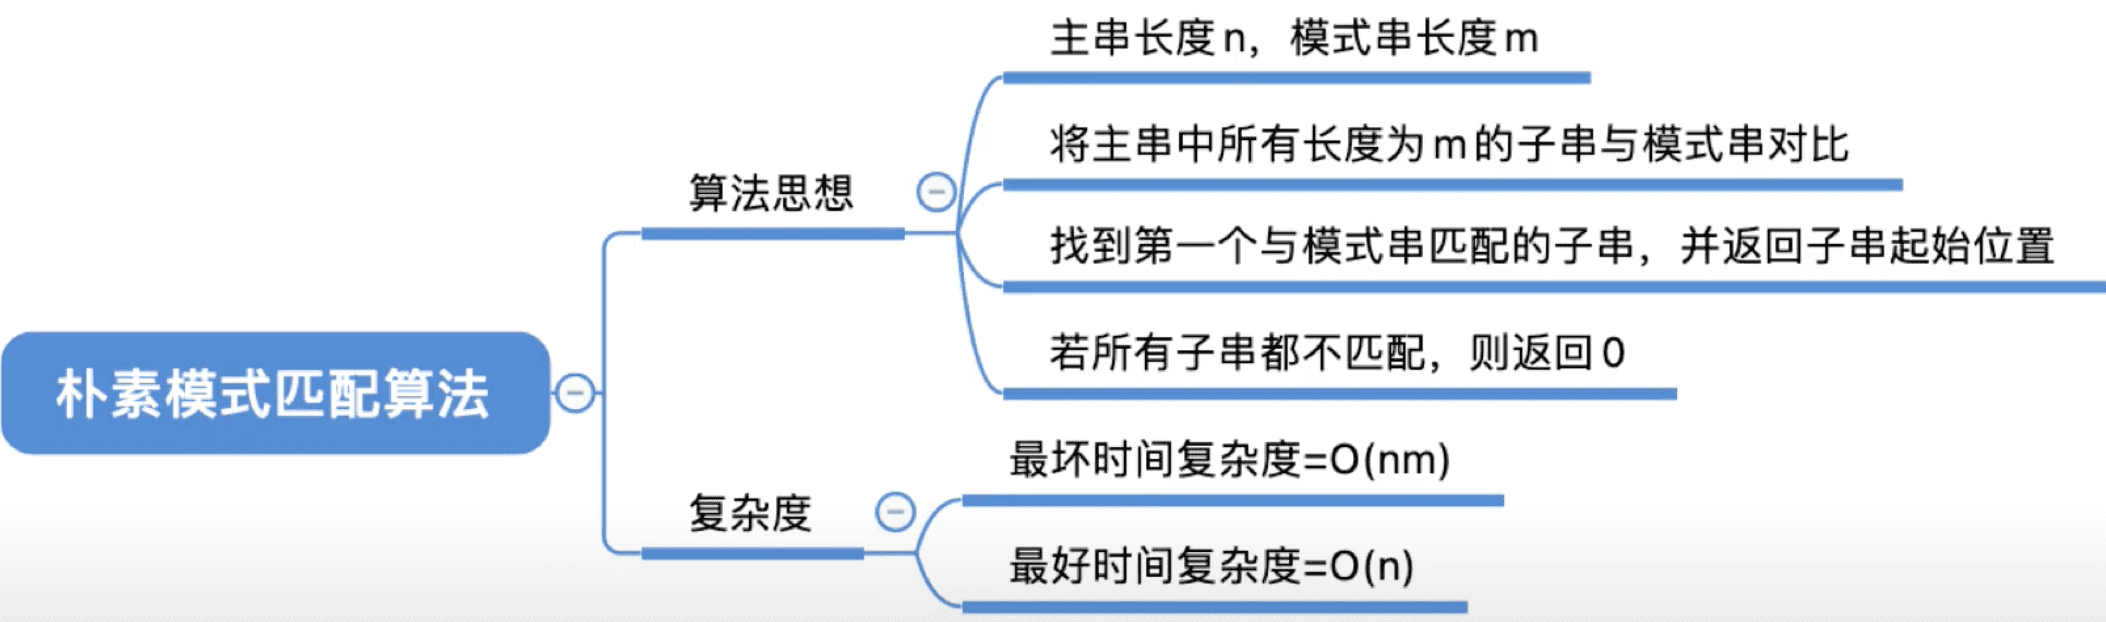 朴素模式匹配算法
算法思想
主串长度n，模式串长度m
将主串中所有长度为m的子串与模式串对比
找到第一个与模式串匹配的子串，并返回子串起始位置
若所有子串都不匹配，则返回0
复杂度
最坏时间复杂度=O(nm)
最好时间复杂度=O(n)